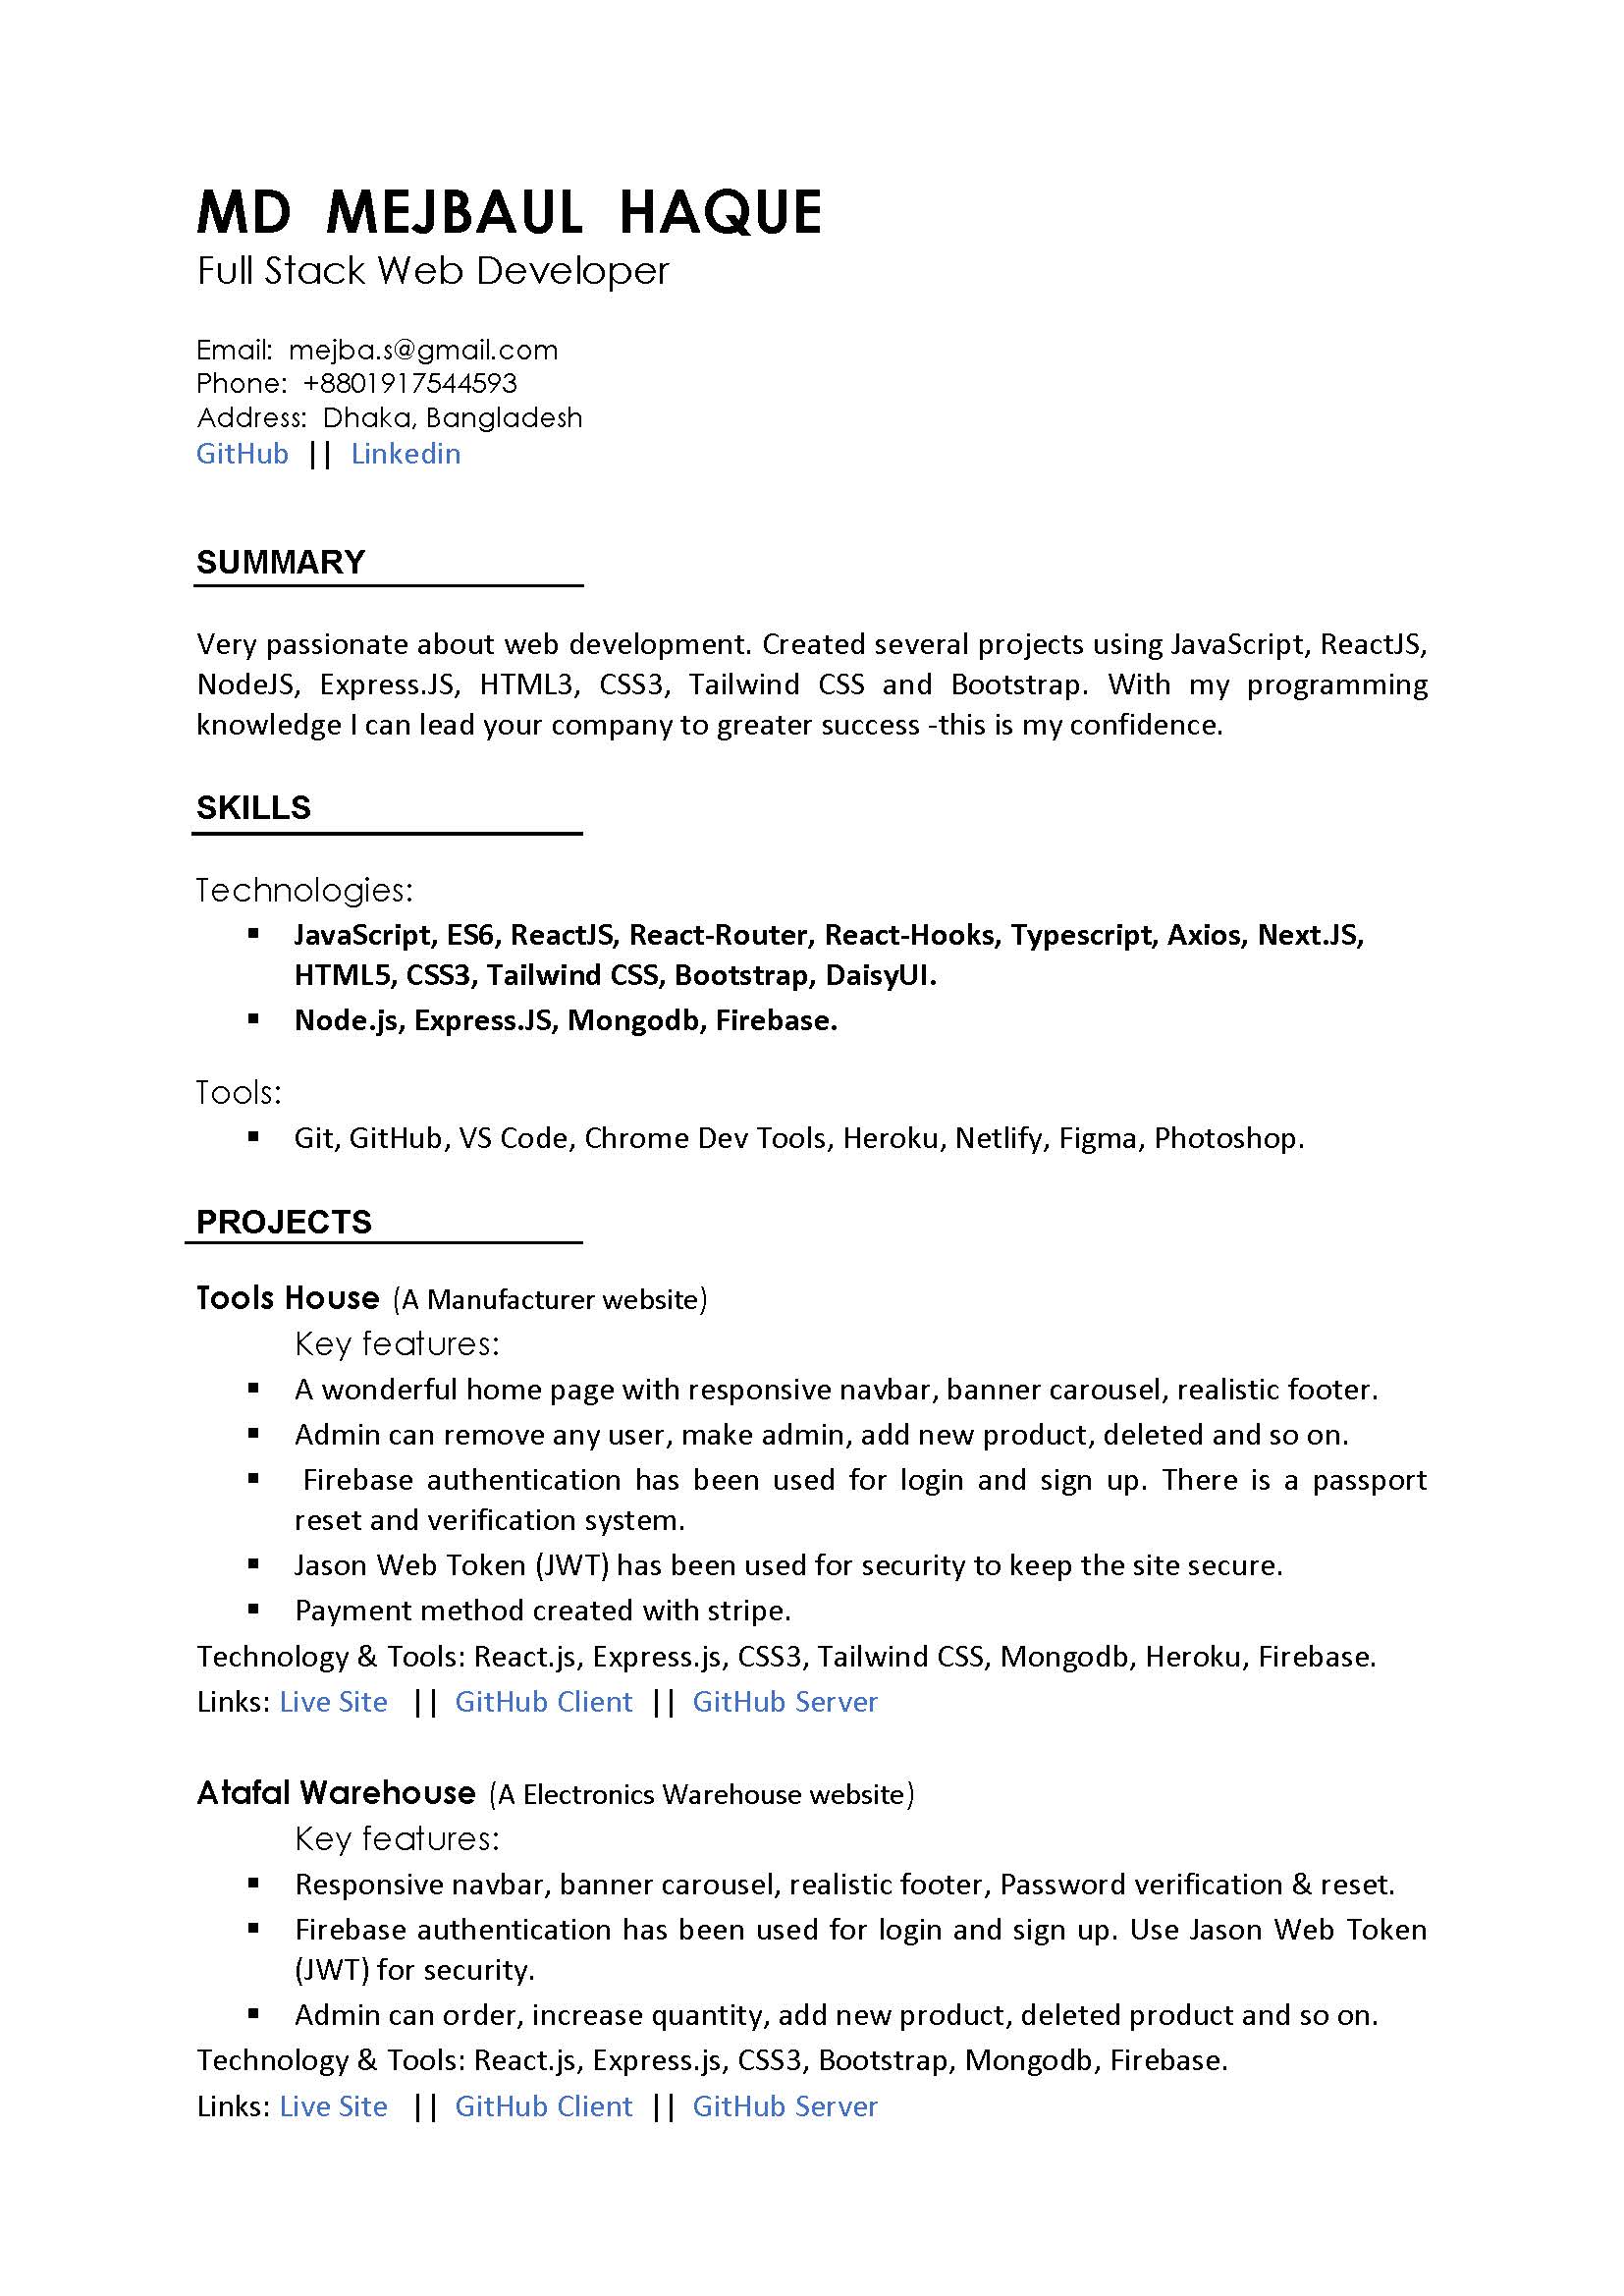 MD MEJBAUL HAQUE
Full Stack Web Developer
Email: mejba.s@gmail.com
Phone: +8801917544593
Address: Dhaka, Bangladesh
GitHub || Linkedin
SUMMARY
Very passionate about web development. Created several projects using JavaScript, ReactJS,
NodeJS, Express.JS, HTML3, CSS3, Tailwind CSS and Bootstrap. With my programming
knowledge I can lead your company to greater success -this is my confidence.
SKILLS
Technologies:
▪ JavaScript, ES6, ReactJS, React-Router, React-Hooks, Typescript, Axios, Next.JS,
HTML5, CSS3, Tailwind CSS, Bootstrap, DaisyUI.
▪ Node.js, Express.JS, Mongodb, Firebase.
Tools:
▪ Git, GitHub, VS Code, Chrome Dev Tools, Heroku, Netlify, Figma, Photoshop.
PROJECTS
Tools House (A Manufacturer website)
Key features:
▪ A wonderful home page with responsive navbar, banner carousel, realistic footer.
▪ Admin can remove any user, make admin, add new product, deleted and so on.
▪ Firebase authentication has been used for login and sign up. There is a passport
reset and verification system.
▪ Jason Web Token (JWT) has been used for security to keep the site secure.
▪ Payment method created with stripe.
Technology & Tools: React.js, Express.js, CSS3, Tailwind CSS, Mongodb, Heroku, Firebase.
Links: Live Site || GitHub Client || GitHub Server
Atafal Warehouse (A Electronics Warehouse website)
Key features:
▪ Responsive navbar, banner carousel, realistic footer, Password verification & reset.
▪ Firebase authentication has been used for login and sign up. Use Jason Web Token
(JWT) for security.
▪ Admin can order, increase quantity, add new product, deleted product and so on.
Technology & Tools: React.js, Express.js, CSS3, Bootstrap, Mongodb, Firebase.
Links: Live Site || GitHub Client || GitHub Server